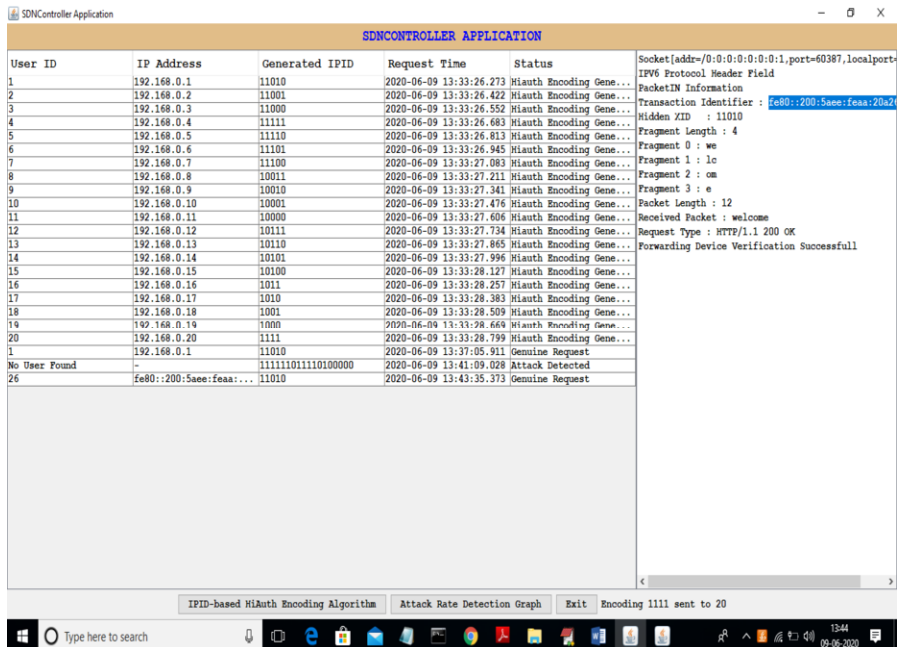 SDNController Application
SDNCONTROLLER APPLICATION
User ID IP Address Generated IPID Request Time Status
1 192.168.0.1 11010 2020-06-09 13:33:26.273 Hiauth Encoding Gene...
2 192.168.0.2 11001 2020-06-09 13:33:26.422 Hiauth Encoding Gene...
3 192.168.0.3 11000 2020-06-09 13:33:26.552 Hiauth Encoding Gene...
4 192.168.0.4 11111 2020-06-09 13:33:26.683 Hiauth Encoding Gene...
5 192.168.0.5 11110 2020-06-09 13:33:26.813 Hiauth Encoding Gene...
6 192.168.0.6 11101 2020-06-09 13:33:26.945 Hiauth Encoding Gene...
7 192.168.0.7 11100 2020-06-09 13:33:27.083 Hiauth Encoding Gene...
8 192.168.0.8 10011 2020-06-09 13:33:27.211 Hiauth Encoding Gene...
9 192.168.0.9 10010 2020-06-09 13:33:27.341 Hiauth Encoding Gene...
10 192.168.0.10 10001 2020-06-09 13:33:27.476 Hiauth Encoding Gene...
11 192.168.0.11 10000 2020-06-09 13:33:27.606 Hiauth Encoding Gene...
12 192.168.0.12 10111 2020-06-09 13:33:27.734 Hiauth Encoding Gene...
13 192.168.0.13 10110 2020-06-09 13:33:27.865 Hiauth Encoding Gene...
14 192.168.0.14 10101 2020-06-09 13:33:27.996 Hiauth Encoding Gene...
15 192.168.0.15 10100 2020-06-09 13:33:28.127 Hiauth Encoding Gene...
16 192.168.0.16 1011 2020-06-09 13:33:28.257 Hiauth Encoding Gene...
17 192.168.0.17 1010 2020-06-09 13:33:28.383 Hiauth Encoding Gene...
18 192.168.0.18 1001 2020-06-09 13:33:28.509 Hiauth Encoding Gene...
19 192.168.0.19 1000 2020-06-09 13:33:28.669 Hiauth Encoding Gene...
20 192.168.0.20 1111 2020-06-09 13:33:28.799 Hiauth Encoding Gene...
1 192.168.0.1 11010 2020-06-09 13:37:05.911 Genuine Request
No User Found - 111111011110100000 2020-06-09 13:41:09.028 Attack Detected
26 fe80::200:5aee:feaa:... 11010 2020-06-09 13:43:35.373 Genuine Request
Socket[addr=/0:0:0:0:0:0:0:1,port=60387,localport=
IPV6 Protocol Header Field
PacketIN Information
Transaction Identifier : fe80::200:5aee:feaa:20a2
Hidden XID : 11010
Fragment Length : 4
Fragment 0 : we
Fragment 1 : lc
Fragment 2 : om
Fragment 3 : e
Packet Length : 12
Received Packet : welcome
Request Type : HTTP/1.1 200 OK
Forwarding Device Verification Successfull
IPID-based HiAuth Encoding Algorithm Attack Rate Detection Graph Exit Encoding 1111 sent to 20
Type here to search
13:44
09-06-2020